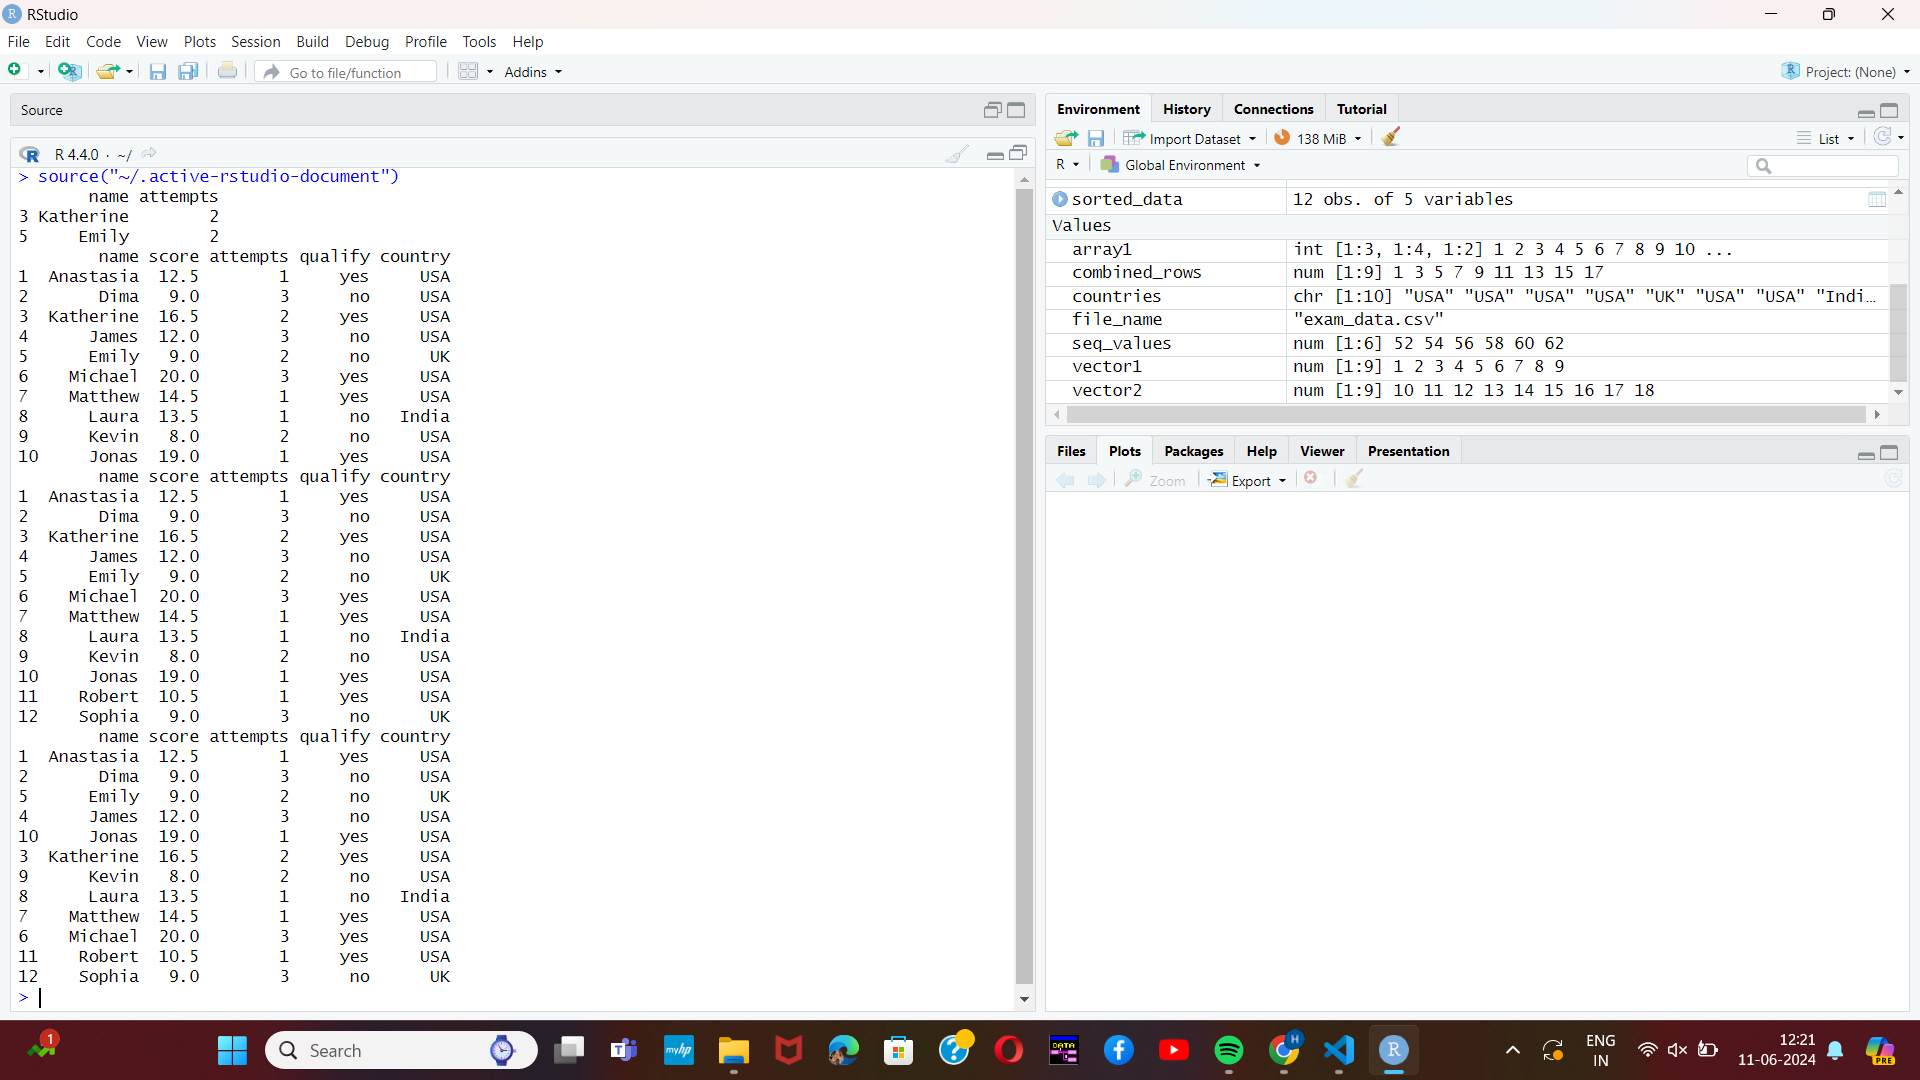 RStudio
File Edit Code View Plots Session Build Debug Profile Tools Help
Go to file/function Addins Project: (None)
Source
R 4.4.0 · ~/
> source("~/.active-rstudio-document")
       name attempts
3 Katherine        2
5     Emily        2
        name score attempts qualify country
1  Anastasia  12.5        1     yes     USA
2       Dima   9.0        3      no     USA
3  Katherine  16.5        2     yes     USA
4      James  12.0        3      no     USA
5      Emily   9.0        2      no      UK
6    Michael  20.0        3     yes     USA
7    Matthew  14.5        1     yes     USA
8      Laura  13.5        1      no   India
9      Kevin   8.0        2      no     USA
10     Jonas  19.0        1     yes     USA
        name score attempts qualify country
1  Anastasia  12.5        1     yes     USA
2       Dima   9.0        3      no     USA
3  Katherine  16.5        2     yes     USA
4      James  12.0        3      no     USA
5      Emily   9.0        2      no      UK
6    Michael  20.0        3     yes     USA
7    Matthew  14.5        1     yes     USA
8      Laura  13.5        1      no   India
9      Kevin   8.0        2      no     USA
10     Jonas  19.0        1     yes     USA
11    Robert  10.5        1     yes     USA
12    Sophia   9.0        3      no      UK
        name score attempts qualify country
1  Anastasia  12.5        1     yes     USA
2       Dima   9.0        3      no     USA
5      Emily   9.0        2      no      UK
4      James  12.0        3      no     USA
10     Jonas  19.0        1     yes     USA
3  Katherine  16.5        2     yes     USA
9      Kevin   8.0        2      no     USA
8      Laura  13.5        1      no   India
7    Matthew  14.5        1     yes     USA
6    Michael  20.0        3     yes     USA
11    Robert  10.5        1     yes     USA
12    Sophia   9.0        3      no      UK
>
Environment History Connections Tutorial
Import Dataset 138 MiB List
R Global Environment
sorted_data 12 obs. of 5 variables
Values
array1 int [1:3, 1:4, 1:2] 1 2 3 4 5 6 7 8 9 10 ...
combined_rows num [1:9] 1 3 5 7 9 11 13 15 17
countries chr [1:10] "USA" "USA" "USA" "USA" "UK" "USA" "USA" "Indi…
file_name "exam_data.csv"
seq_values num [1:6] 52 54 56 58 60 62
vector1 num [1:9] 1 2 3 4 5 6 7 8 9
vector2 num [1:9] 10 11 12 13 14 15 16 17 18
Files Plots Packages Help Viewer Presentation
Zoom Export
1 Search myhp DATA H R ENG IN 12:21 11-06-2024 PRE